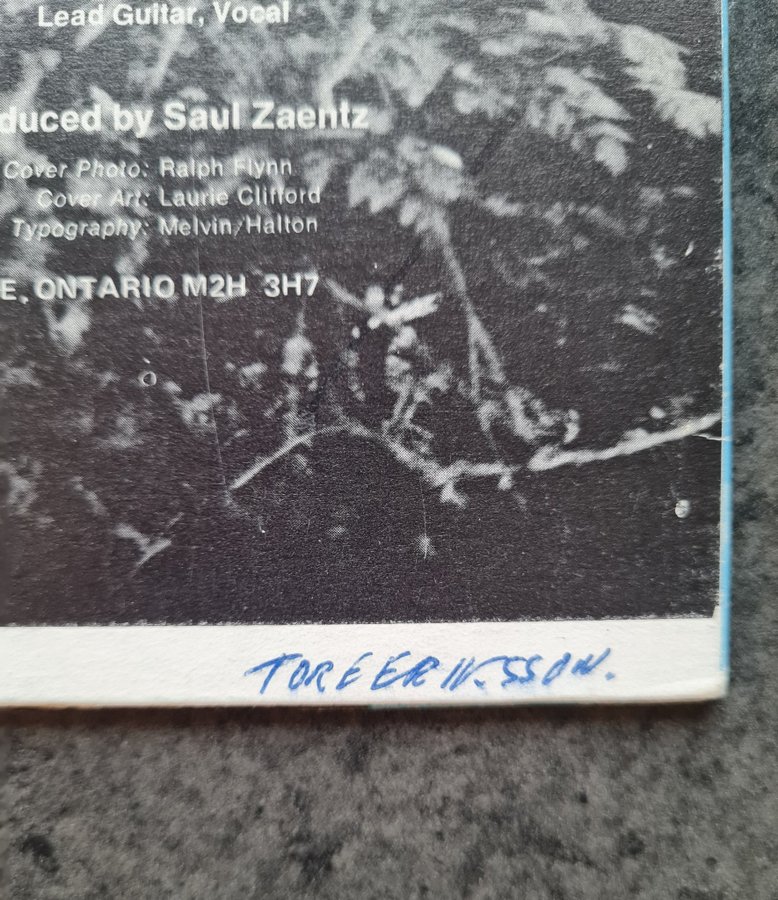 Lead Guitar, Vocal
duced by Saul Zaentz
Cover Photo: Ralph Flynn
Cover Art: Laurie Clifford
Typography: Melvin/Halton
E, ONTARIO M2H 3H7
TORE